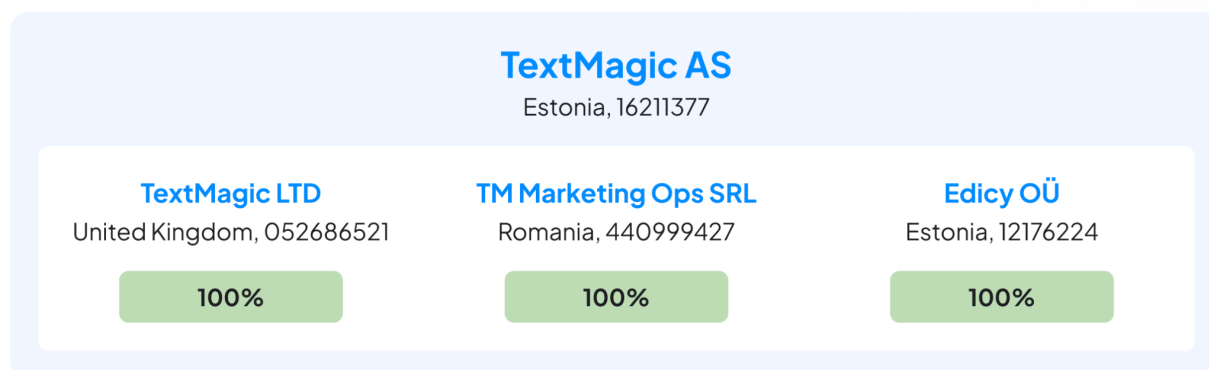 TextMagic AS
Estonia, 16211377
TextMagic LTD
United Kingdom, 052686521
100%
TM Marketing Ops SRL
Romania, 440999427
100%
Edicy OÜ
Estonia, 12176224
100%